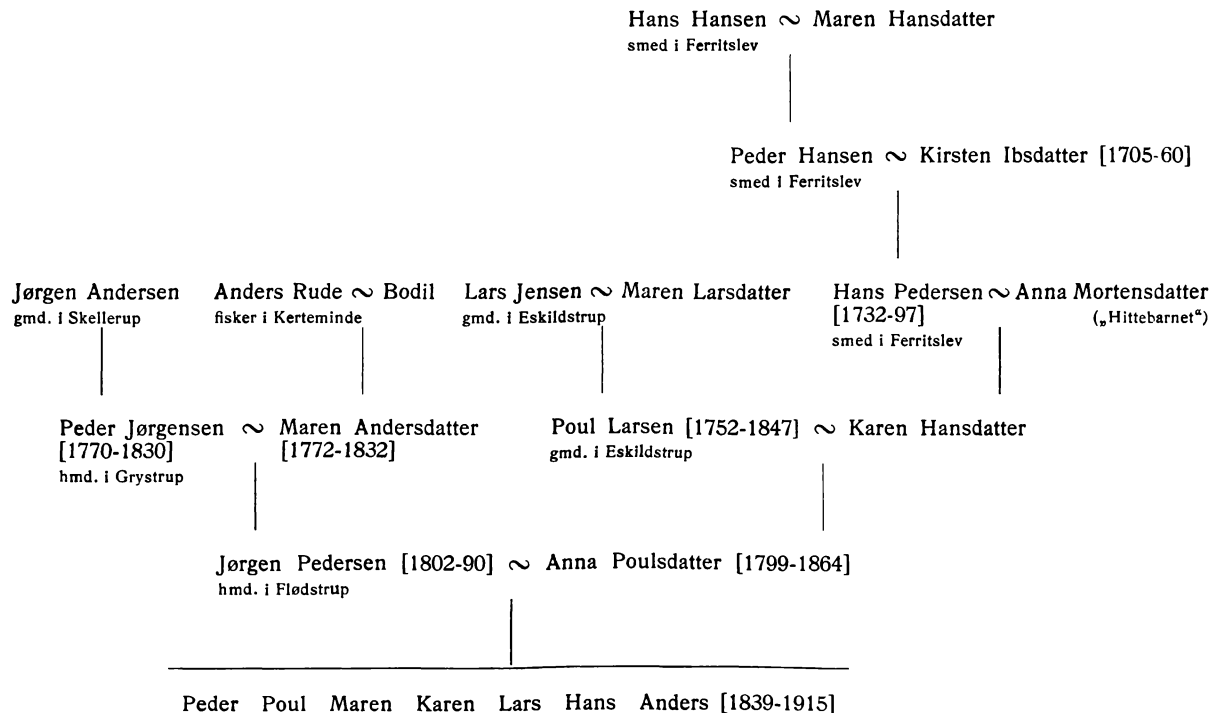 Hans Hansen ∾ Maren Hansdatter
smed i Ferritslev
Peder Hansen ∾ Kirsten Ibsdatter [1705-60]
smed i Ferritslev
Jørgen Andersen
gmd. i Skellerup
Anders Rude ∾ Bodil
fisker i Kerteminde
Lars Jensen ∾ Maren Larsdatter
gmd. i Eskildstrup
Hans Pedersen ∾ Anna Mortensdatter
[1732-97] („Hittebarnet“)
smed i Ferritslev
Peder Jørgensen ∾ Maren Andersdatter
[1770-1830] [1772-1832]
hmd. i Grystrup
Poul Larsen [1752-1847] ∾ Karen Hansdatter
gmd. i Eskildstrup
Jørgen Pedersen [1802-90] ∾ Anna Poulsdatter [1799-1864]
hmd. i Flødstrup
Peder Poul Maren Karen Lars Hans Anders [1839-1915]